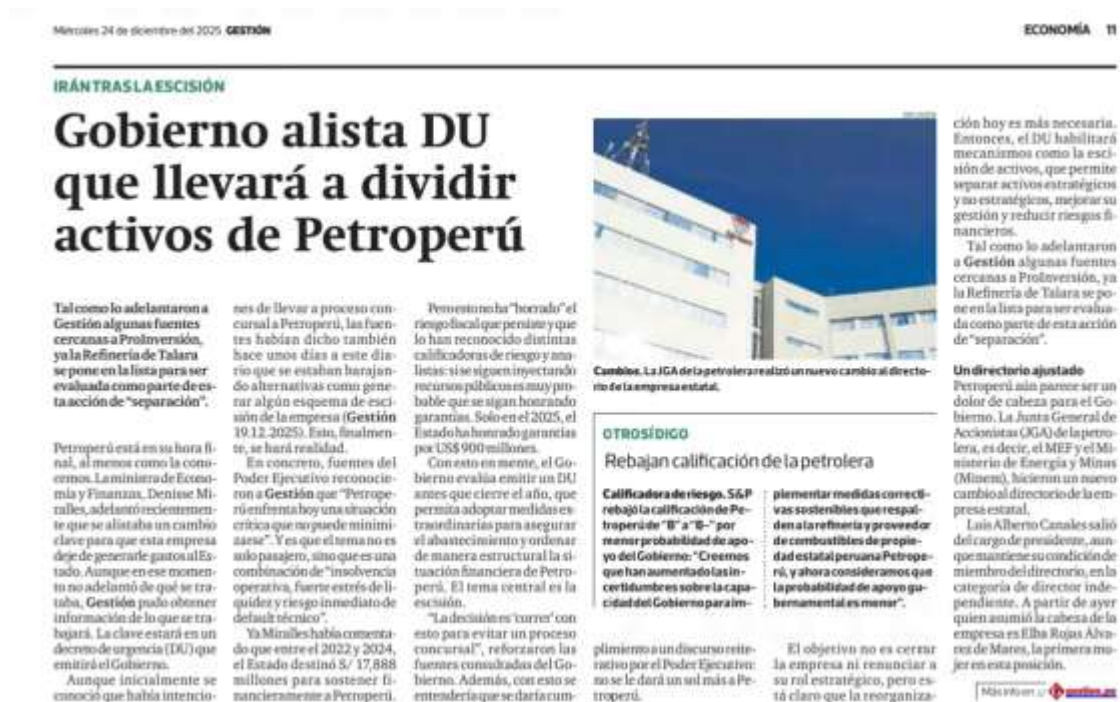 Miércoles 24 de diciembre del 2025 GESTIÓN
ECONOMÍA 11
IRÁN TRAS LA ESCISIÓN
Gobierno alista DU
que llevará a dividir
activos de Petroperú
Tal como lo adelantaron a
Gestión algunas fuentes
cercanas a ProInversión,
ya la Refinería de Talara
se pone en la lista para ser
evaluada como parte de es-
ta acción de "separación".
Petroperú está en su hora fi-
nal, al menos como la cono-
cemos. La ministra de Econo-
mía y Finanzas, Denisse Mi-
ralles, adelantó recientemen-
te que se alistaba un cambio
clave para que esta empresa
deje de generarle gastos al Es-
tado. Aunque en ese momen-
to no adelantó de qué se tra-
taba, Gestión pudo obtener
información de lo que se tra-
bajará. La clave estará en un
decreto de urgencia (DU) que
emitirá el Gobierno.
Aunque inicialmente se
conoció que había intencio-
nes de llevar a proceso con-
cursal a Petroperú, las fuen-
tes habían dicho también
hace unos días a este dia-
rio que se estaban barajan-
do alternativas como gene-
rar algún esquema de esci-
sión de la empresa (Gestión
19.12.2025). Esto, finalmen-
te, se hará realidad.
En concreto, fuentes del
Poder Ejecutivo reconocie-
ron a Gestión que "Petrope-
rú enfrenta hoy una situación
crítica que no puede minimi-
zarse". Y es que el tema no es
solo pasajero, sino que es una
combinación de "insolvencia
operativa, fuerte estrés de li-
quidez y riesgo inmediato de
default técnico".
Ya Miralles había comenta-
do que entre el 2022 y 2024,
el Estado destinó S/ 17,888
millones para sostener fi-
nancieramente a Petroperú.
Pero esto no ha "borrado" el
riesgo fiscal que persiste y que
lo han reconocido distintas
calificadoras de riesgo y ana-
listas: si se siguen inyectando
recursos públicos es muy pro-
bable que se sigan honrando
garantías. Solo en el 2025, el
Estado ha honrado garantías
por US$ 900 millones.
Con esto en mente, el Go-
bierno evalúa emitir un DU
antes que cierre el año, que
permita adoptar medidas ex-
traordinarias para asegurar
el abastecimiento y ordenar
de manera estructural la si-
tuación financiera de Petro-
perú. El tema central es la
escisión.
"La decisión es 'correr' con
esto para evitar un proceso
concursal", reforzaron las
fuentes consultadas del Go-
bierno. Además, con esto se
entendería que se daría cum-
Cambios. La JGA de la petrolera realizó un nuevo cambio al directo-
rio de la empresa estatal.
OTROSÍ DIGO
Rebajan calificación de la petrolera
Calificadora de riesgo. S&P
rebajó la calificación de Pe-
troperú de "B" a "B-" por
menor probabilidad de apo-
yo del Gobierno: "Creemos
que han aumentado las in-
certidumbres sobre la capa-
cidad del Gobierno para im-
plementar medidas correcti-
vas sostenibles que respal-
den a la refinería y proveedor
de combustibles de propie-
dad estatal peruana Petrope-
rú, y ahora consideramos que
la probabilidad de apoyo gu-
bernamental es menor".
plimiento a un discurso reite-
rativo por el Poder Ejecutivo:
no se le dará un sol más a Pe-
troperú.
El objetivo no es cerrar
la empresa ni renunciar a
su rol estratégico, pero es-
tá claro que la reorganiza-
ción hoy es más necesaria.
Entonces, el DU habilitará
mecanismos como la esci-
sión de activos, que permite
separar activos estratégicos
y no estratégicos, mejorar su
gestión y reducir riesgos fi-
nancieros.
Tal como lo adelantaron
a Gestión algunas fuentes
cercanas a ProInversión, ya
la Refinería de Talara se po-
ne en la lista para ser evalua-
da como parte de esta acción
de "separación".
Un directorio ajustado
Petroperú aún parece ser un
dolor de cabeza para el Go-
bierno. La Junta General de
Accionistas (JGA) de la petro-
lera, es decir, el MEF y el Mi-
nisterio de Energía y Minas
(Minem), hicieron un nuevo
cambio al directorio de la em-
presa estatal.
Luis Alberto Canales salió
del cargo de presidente, aun-
que mantiene su condición de
miembro del directorio, en la
categoría de director inde-
pendiente. A partir de ayer
quien asumió la cabeza de la
empresa es Elba Rojas Álva-
rez de Mares, la primera mu-
jer en esta posición.
Más info en gestion.pe